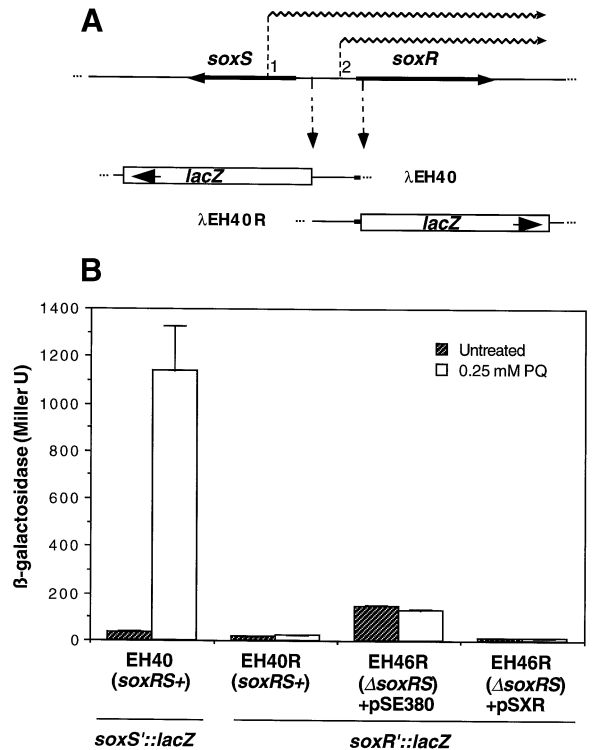 A
soxS
soxR
1
2
lacZ
λEH40
λEH40R
lacZ
B
ß-galactosidase (Miller U)
1400
1200
1000
800
600
400
200
0
Untreated
0.25 mM PQ
EH40 (soxRS+)
EH40R (soxRS+)
EH46R (ΔsoxRS) +pSE380
EH46R (ΔsoxRS) +pSXR
soxS'::lacZ
soxR'::lacZ